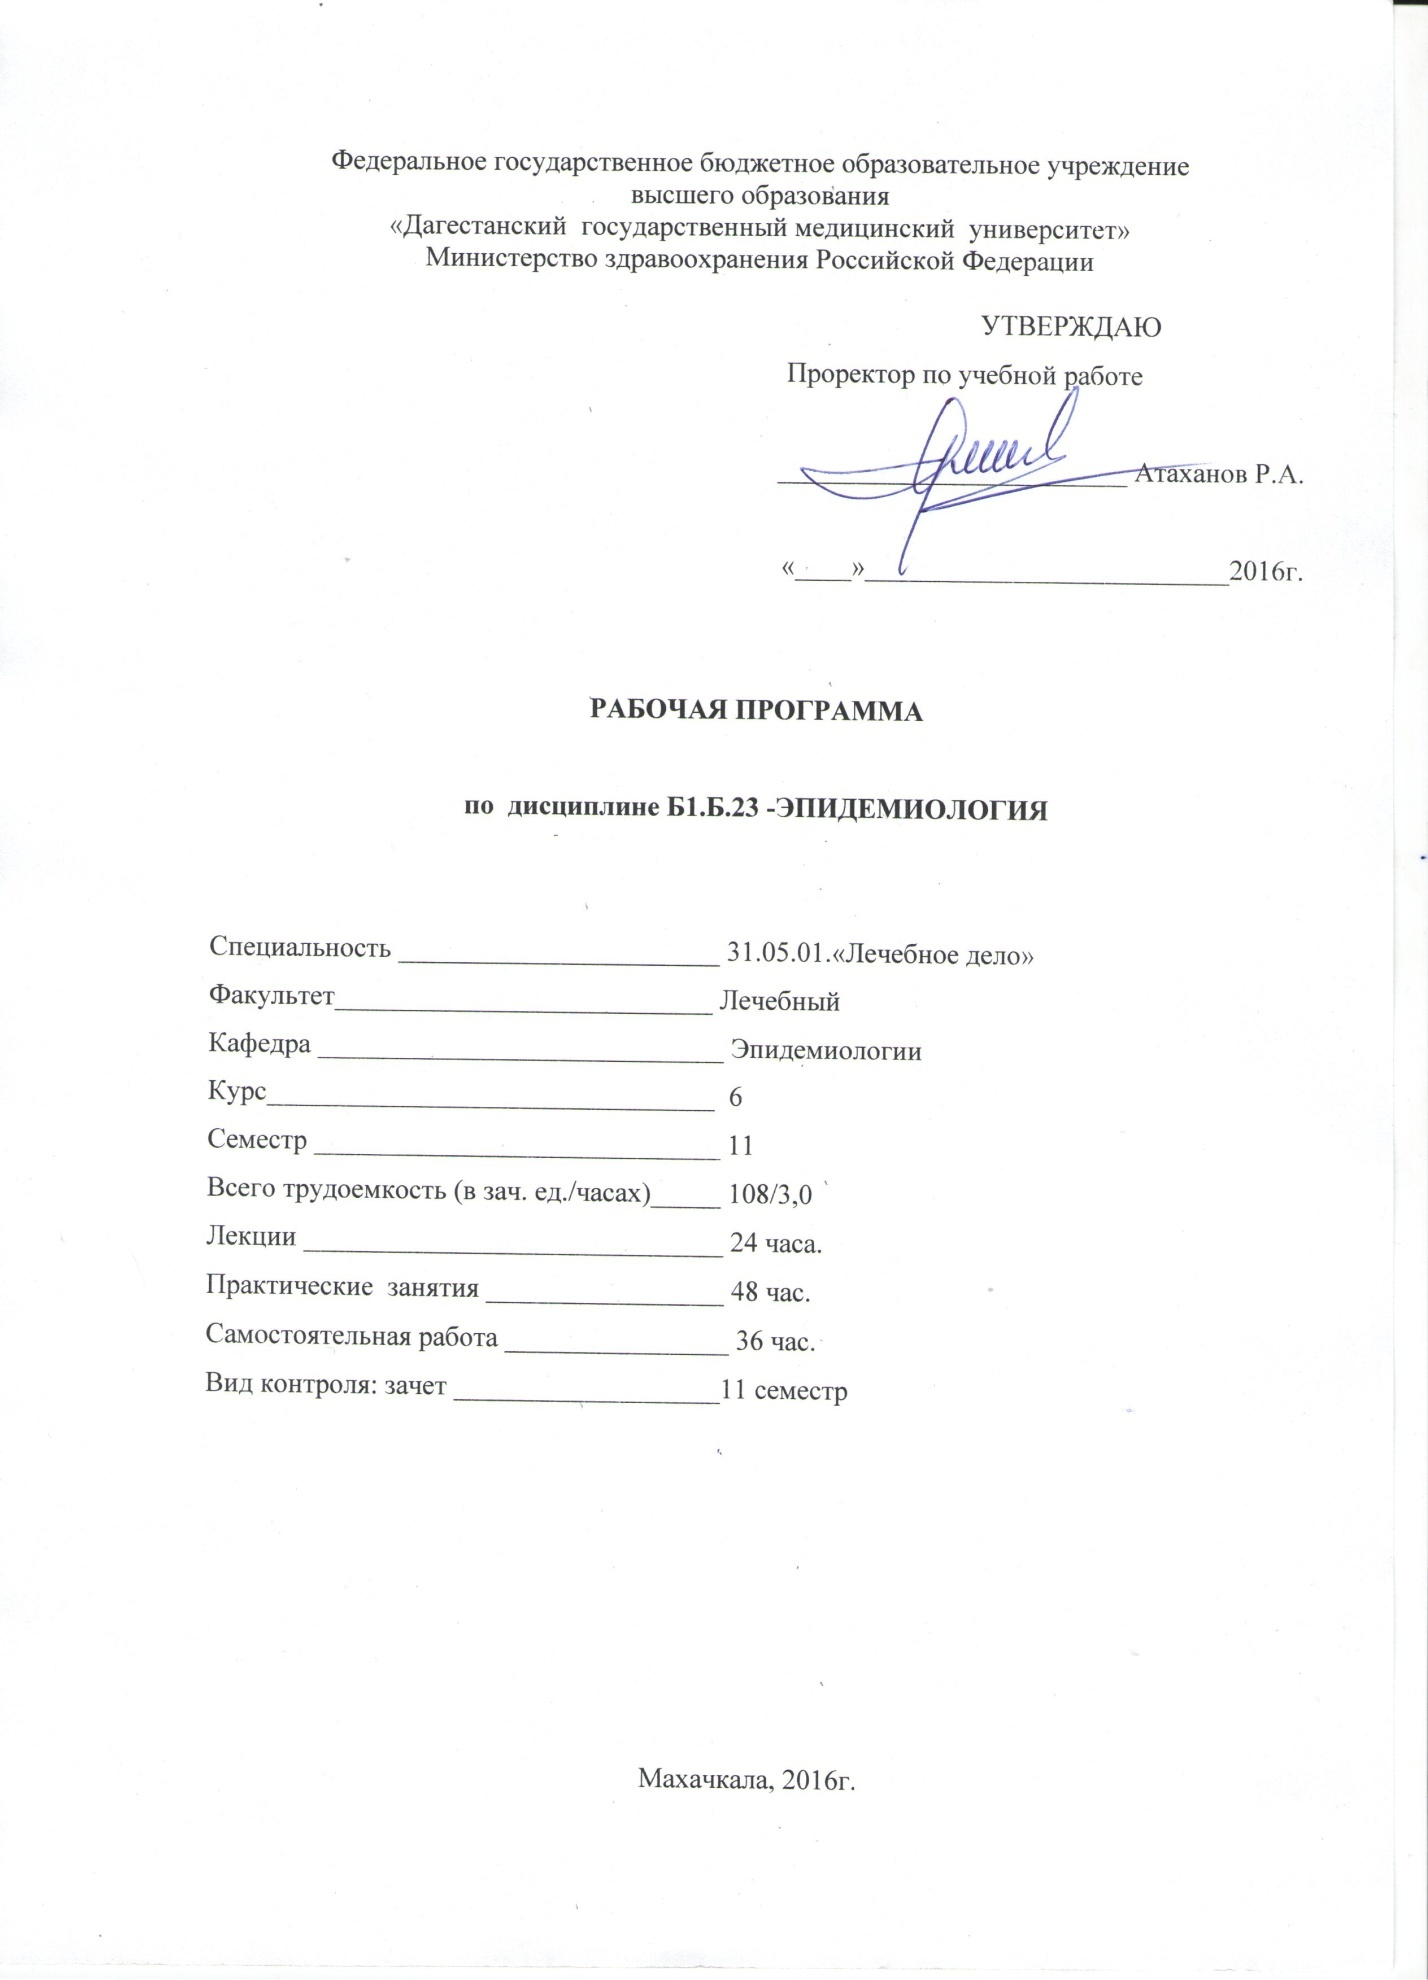 Федеральное государственное бюджетное образовательное учреждение
высшего образования
«Дагестанский государственный медицинский университет»
Министерство здравоохранения Российской Федерации
УТВЕРЖДАЮ
Проректор по учебной работе
_________________________ Атаханов Р.А.
«____»__________________________2016г.
РАБОЧАЯ ПРОГРАММА
по дисциплине Б1.Б.23 -ЭПИДЕМИОЛОГИЯ
Специальность _______________________ 31.05.01.«Лечебное дело»
Факультет___________________________ Лечебный
Кафедра _____________________________ Эпидемиологии
Курс________________________________ 6
Семестр _____________________________ 11
Всего трудоемкость (в зач. ед./часах)_____ 108/3,0
Лекции ______________________________ 24 часа.
Практические занятия _________________ 48 час.
Самостоятельная работа ________________ 36 час.
Вид контроля: зачет ___________________11 семестр
Махачкала, 2016г.